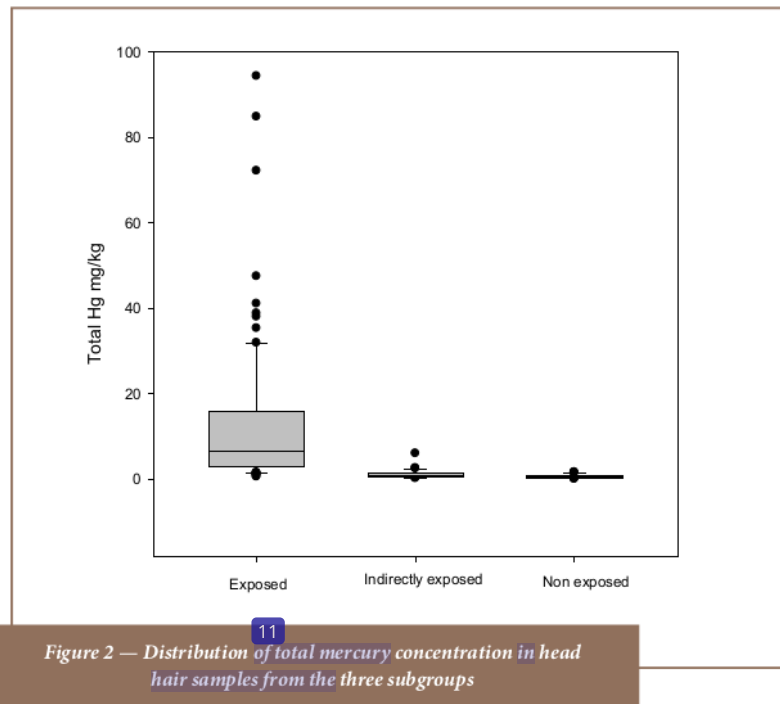 100
80
60
40
20
0
Total Hg mg/kg
Exposed
Indirectly exposed
Non exposed
11
Figure 2 — Distribution of total mercury concentration in head
hair samples from the three subgroups